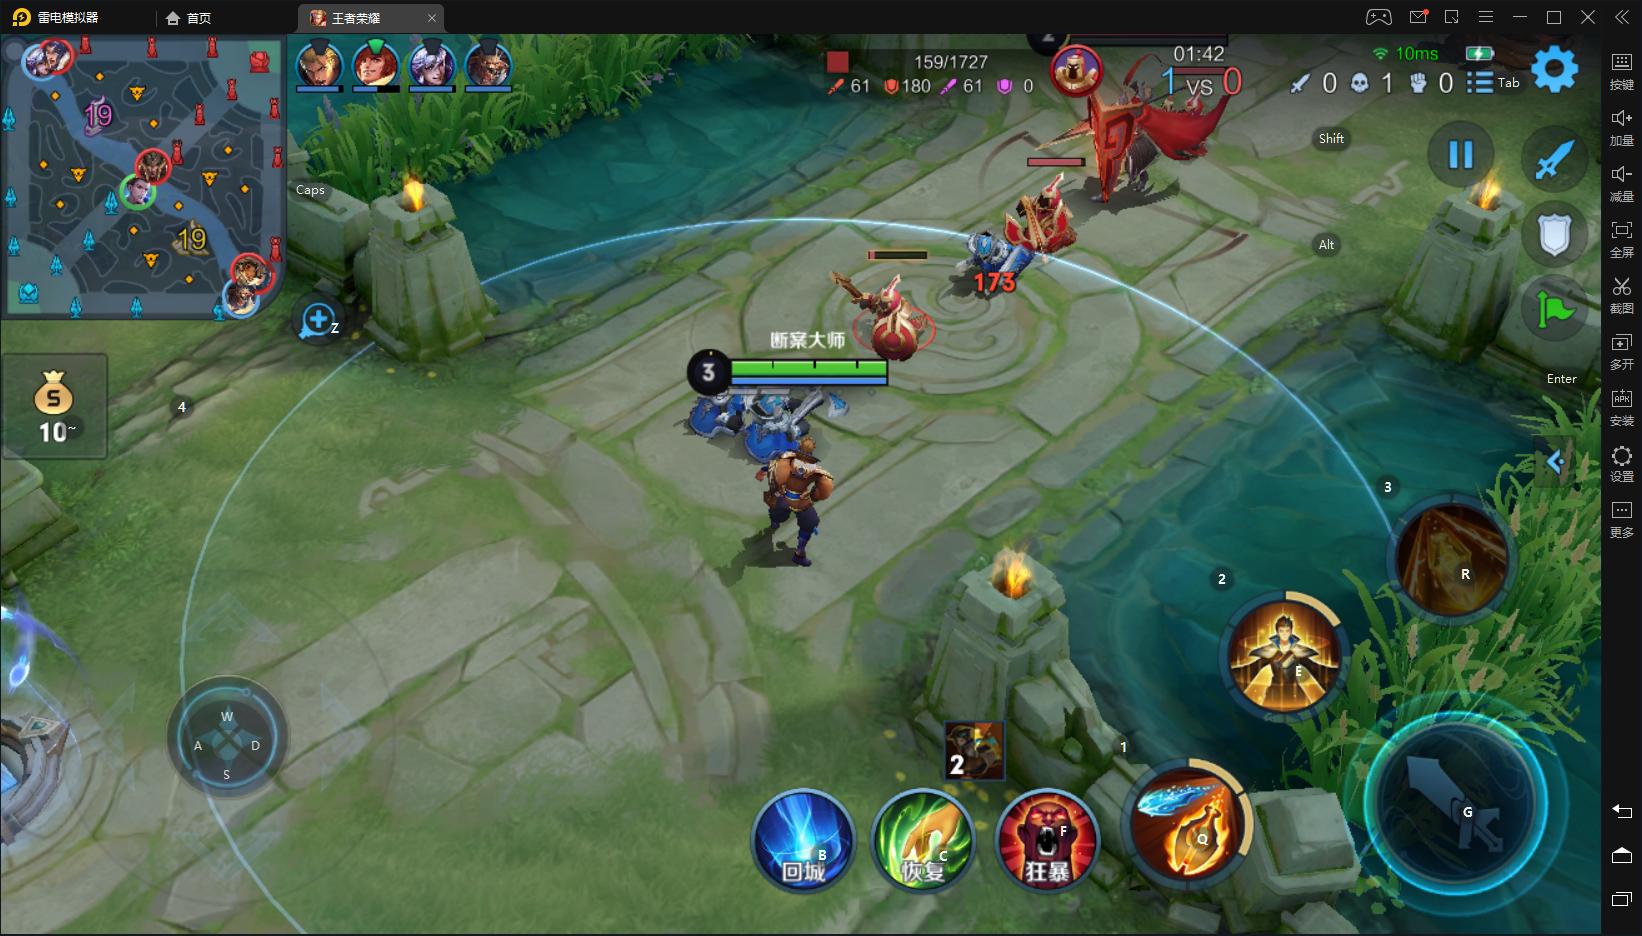 雷电模拟器
首页
王者荣耀
159/1727
61 180 61 0
2
01:42
1 VS 0
10ms
0 1 0 Tab
按键
加量
减量
全屏
截图
多开
安装
APK
设置
更多
19
19
Caps
Shift
Alt
Enter
Z
173
断案大师
3
S
10~
4
3
R
2
E
W
A D
S
1
2
Q
G
B
回城
C
恢复
F
狂暴